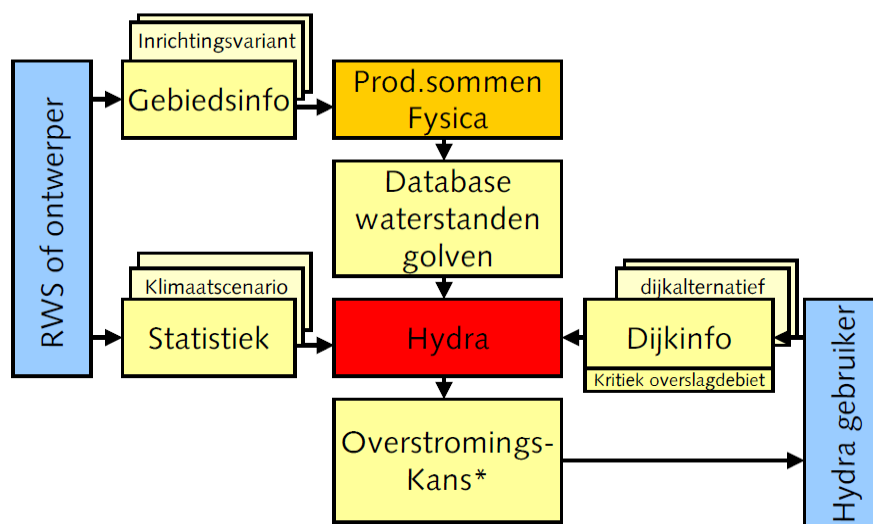 RWS of ontwerper
Inrichtingsvariant
Gebiedsinfo
Prod.sommen
Fysica
Database
waterstanden
golven
Klimaatscenario
Statistiek
Hydra
dijkalternatief
Dijkinfo
Kritiek overslagdebiet
Overstromings-
Kans*
Hydra gebruiker